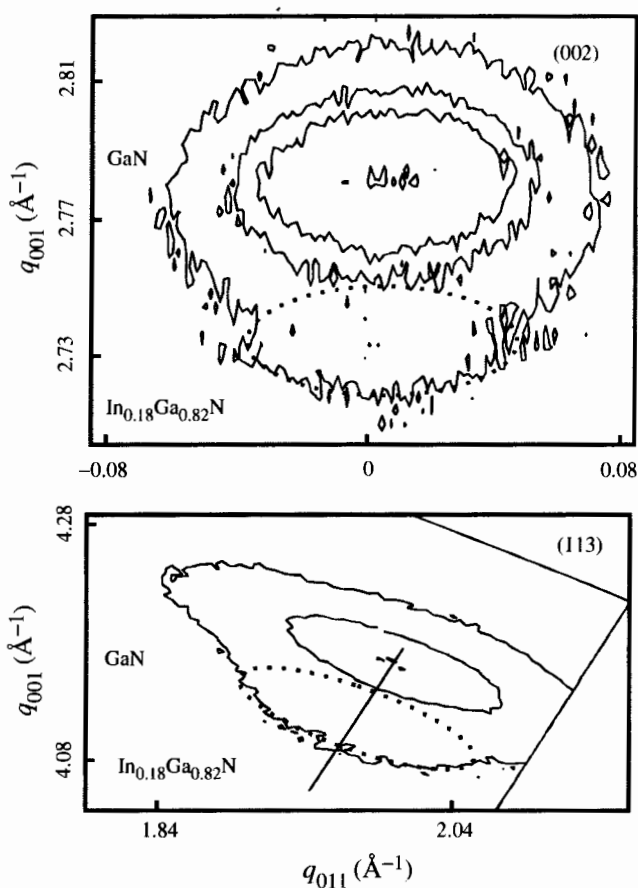 (002)
2.81
GaN
2.77
q001 (Å−1)
2.73
In0.18Ga0.82N
−0.08
0
0.08
(113)
4.28
GaN
q001 (Å−1)
4.08
In0.18Ga0.82N
1.84
2.04
q011 (Å−1)